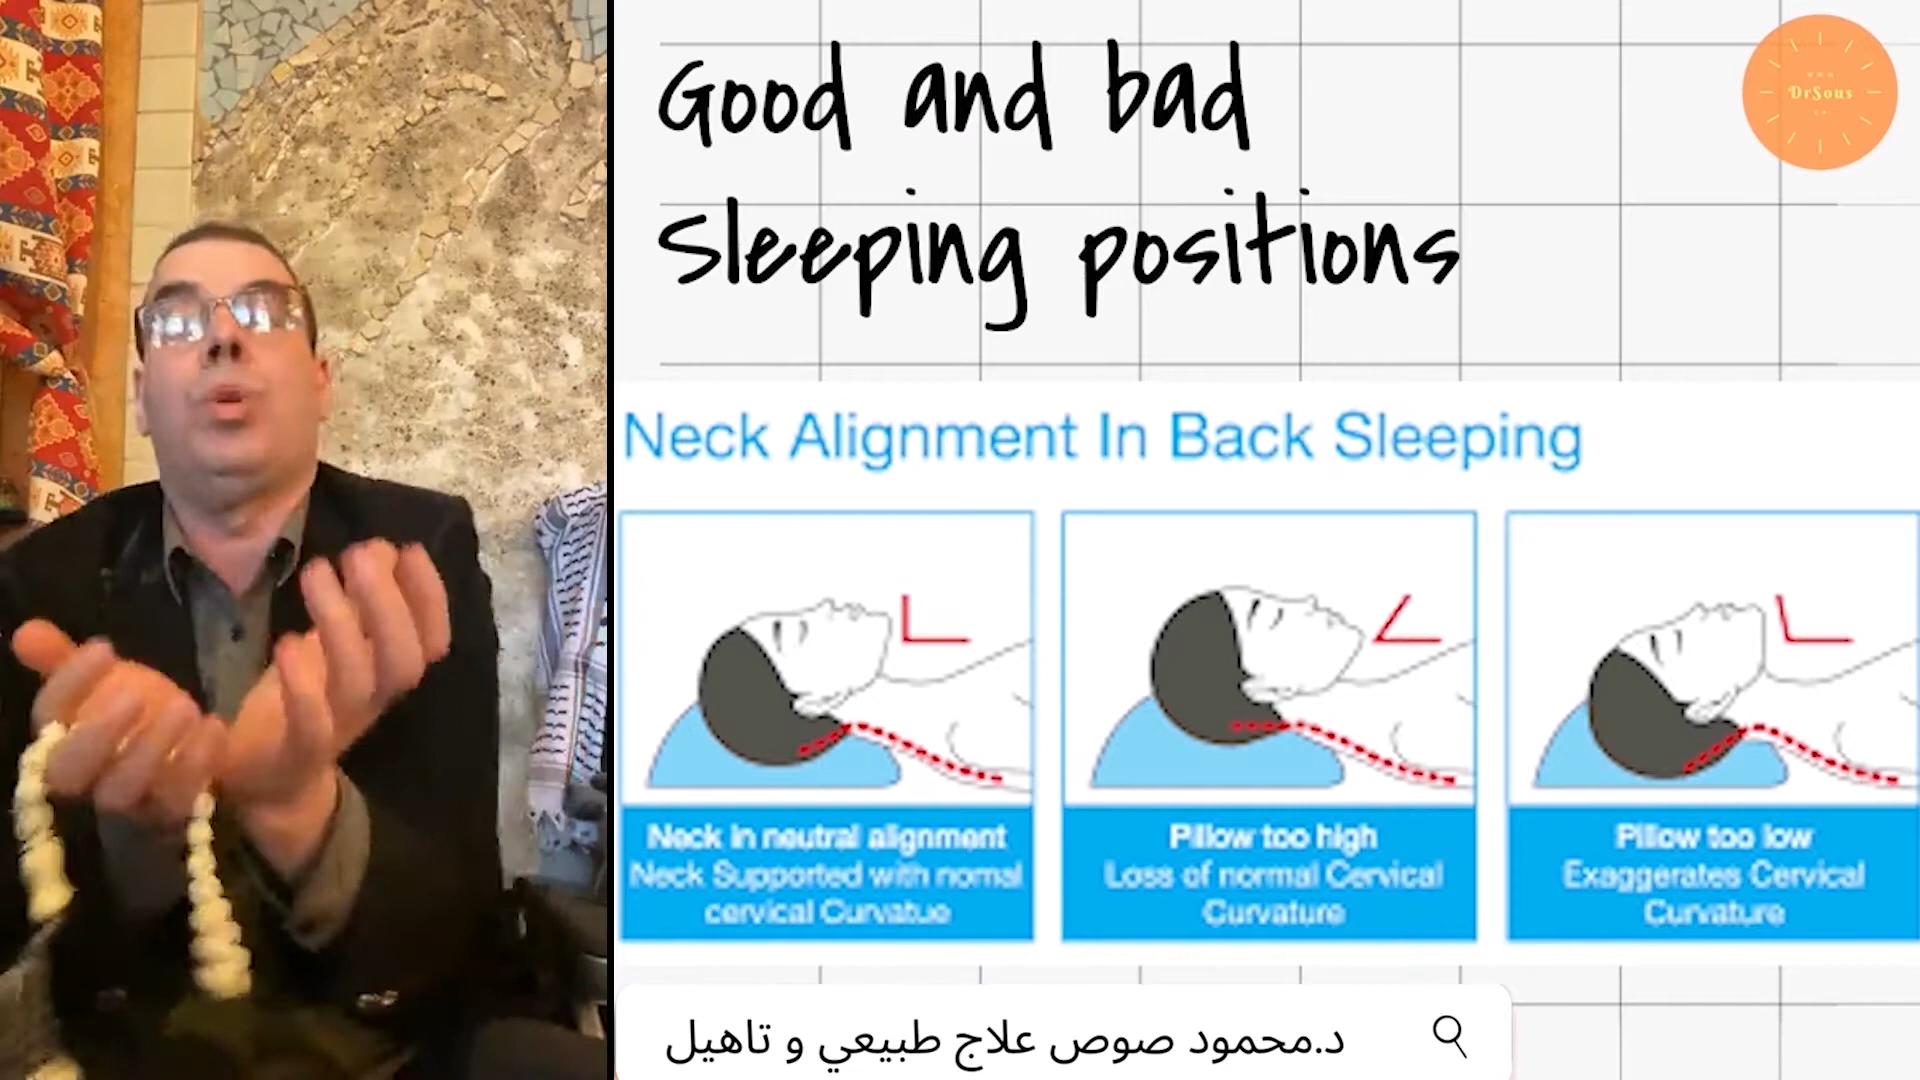 Good and bad
Sleeping positions
DrSous
Neck Alignment In Back Sleeping
Neck in neutral alignment
Neck Supported with nomal
cervical Curvatue
Pillow too high
Loss of normal Cervical
Curvature
Pillow too low
Exaggerates Cervical
Curvature
د.محمود صوص علاج طبيعي و تاهيل